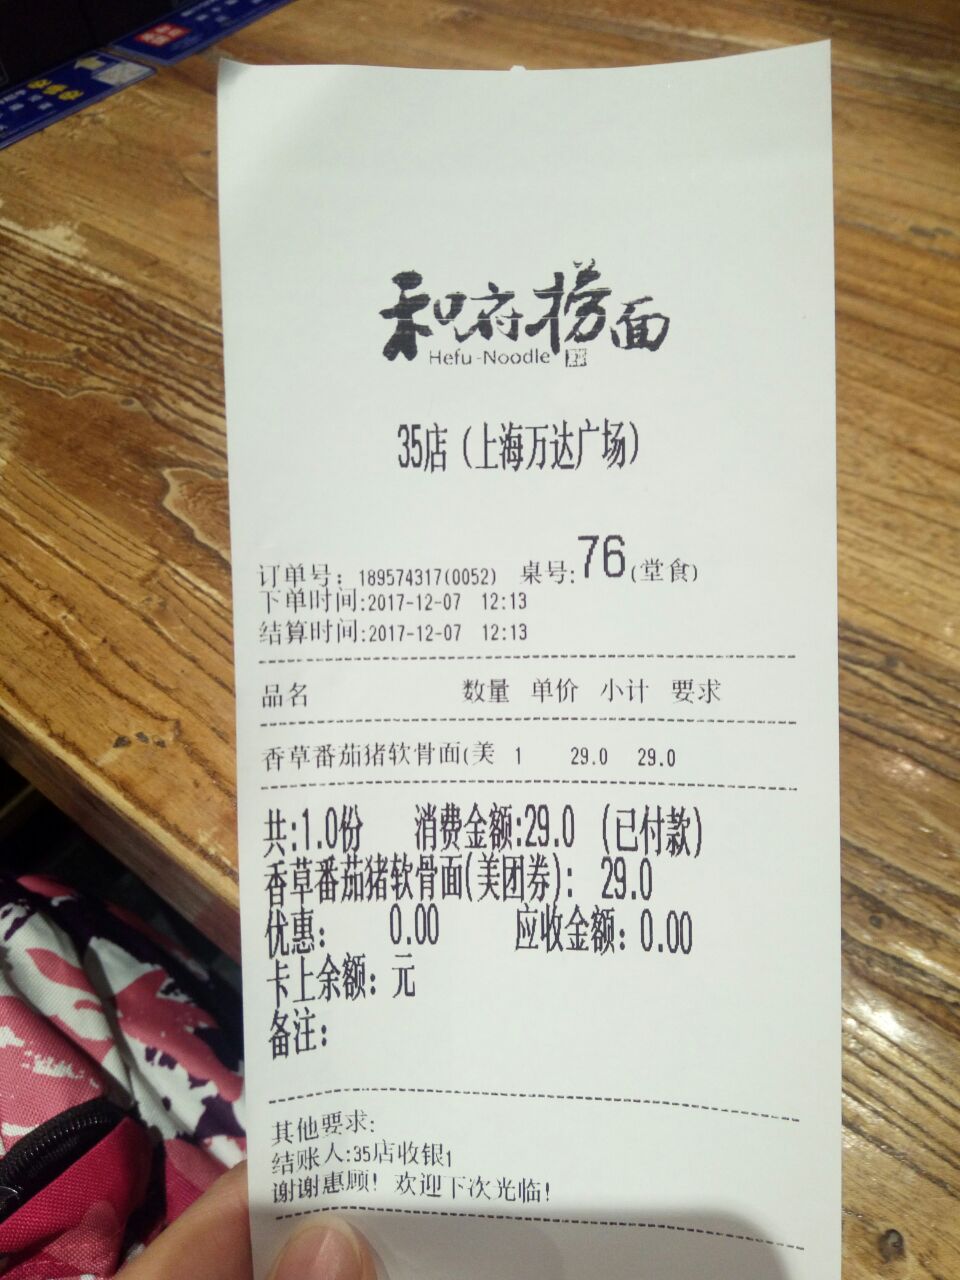 和府捞面
Hefu-Noodle
35店（上海万达广场）
订单号：189574317(0052) 桌号:76(堂食)
下单时间:2017-12-07 12:13
结算时间:2017-12-07 12:13
品名 数量 单价 小计 要求
香草番茄猪软骨面(美 1 29.0 29.0
共:1.0份 消费金额:29.0 (已付款)
香草番茄猪软骨面(美团券): 29.0
优惠: 0.00 应收金额: 0.00
卡上余额: 元
备注:
其他要求:
结账人:35店收银1
谢谢惠顾! 欢迎下次光临!